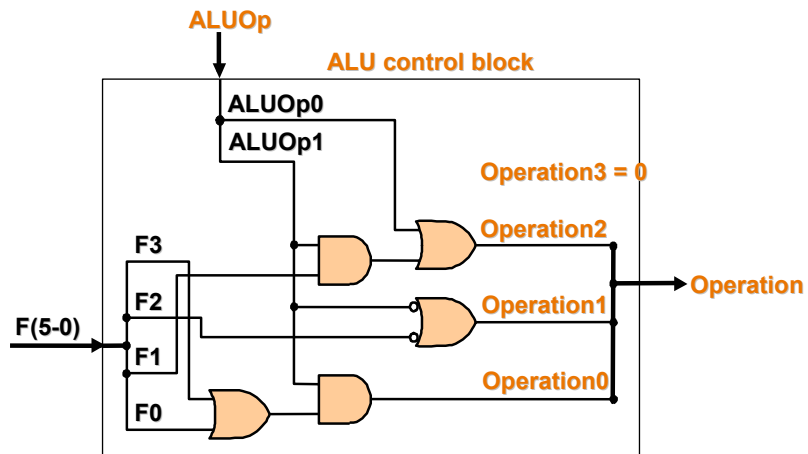 ALUOp
ALU control block
ALUOp0
ALUOp1
Operation3 = 0
Operation2
F3
Operation
F2
Operation1
F(5-0)
F1
Operation0
F0